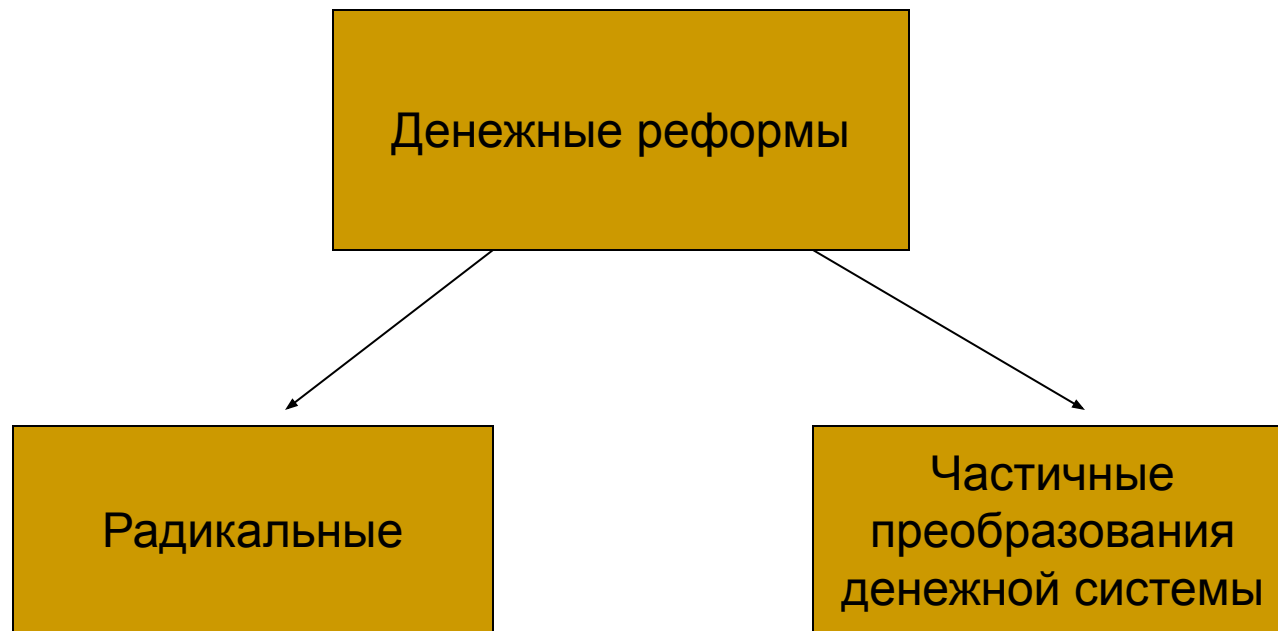 Денежные реформы
Радикальные
Частичные
преобразования
денежной системы